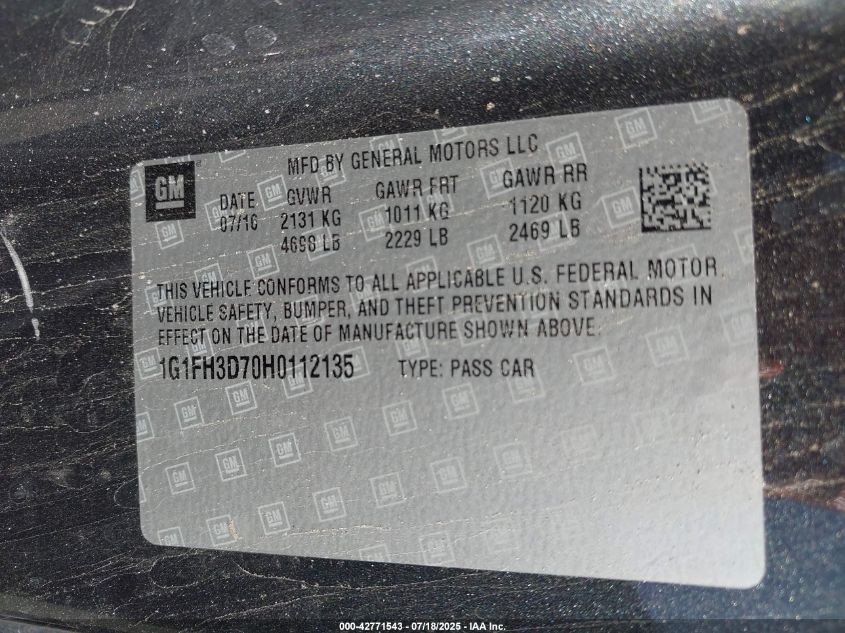 GM
MFD BY GENERAL MOTORS LLC
DATE GVWR GAWR FRT GAWR RR
07/16 2131 KG 1011 KG 1120 KG
4698 LB 2229 LB 2469 LB
THIS VEHICLE CONFORMS TO ALL APPLICABLE U.S. FEDERAL MOTOR
VEHICLE SAFETY, BUMPER, AND THEFT PREVENTION STANDARDS IN
EFFECT ON THE DATE OF MANUFACTURE SHOWN ABOVE.
1G1FH3D70H0112135 TYPE: PASS CAR
000-42771543 / 07/18/2025 - IAA Inc.